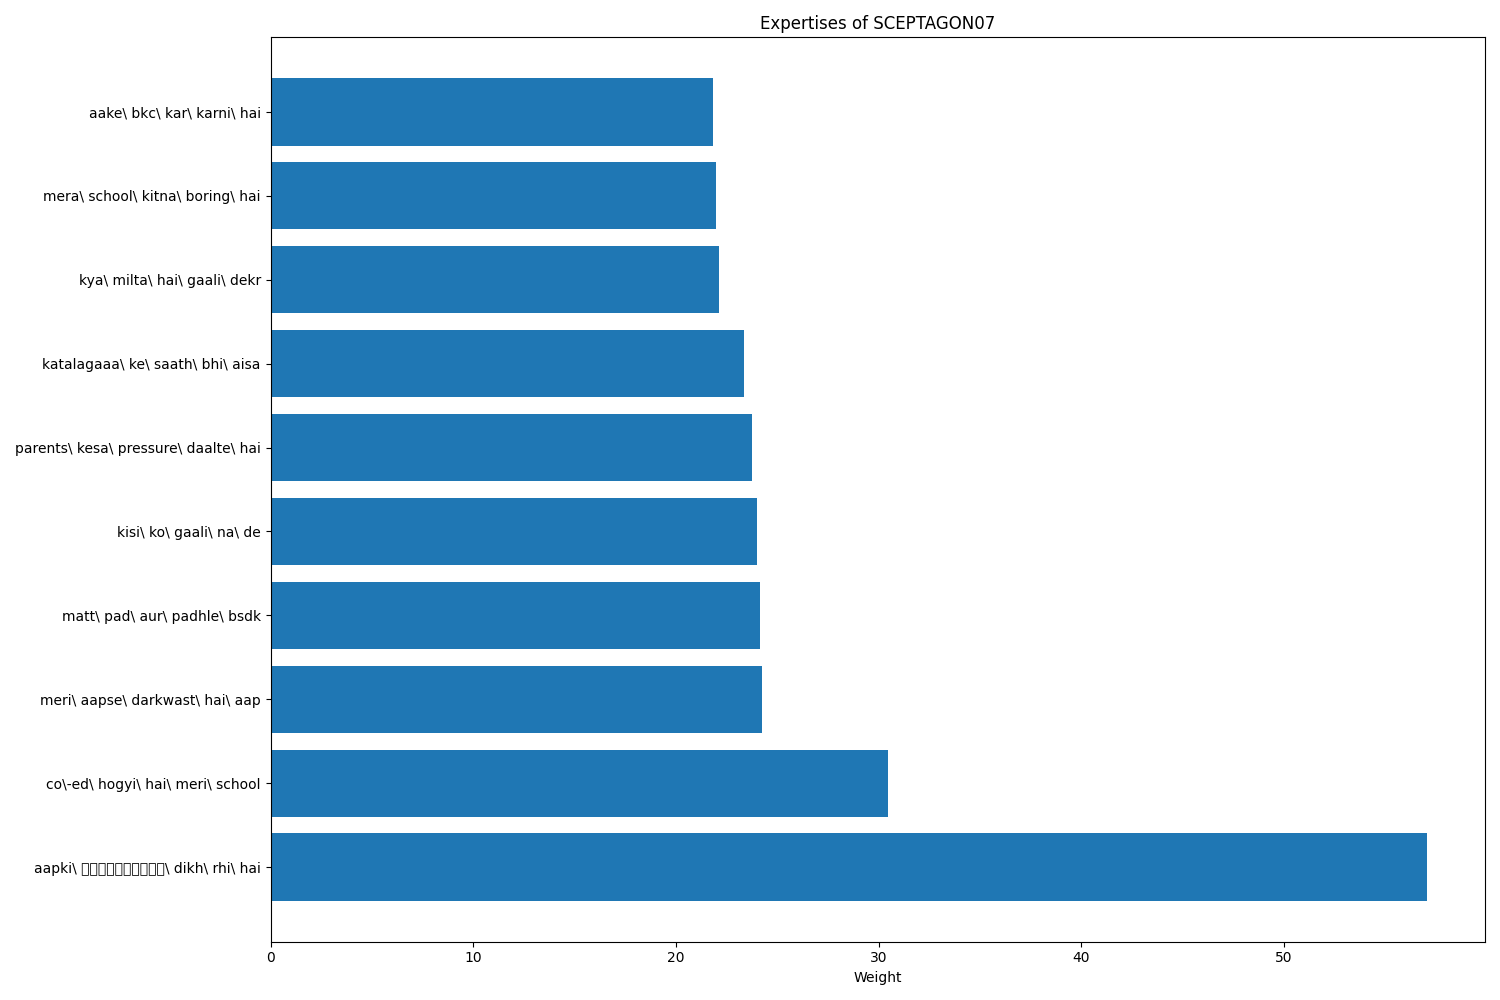 Expertises of SCEPTAGON07
aake\ bkc\ kar\ karni\ hai
mera\ school\ kitna\ boring\ hai
kya\ milta\ hai\ gaali\ dekr
katalagaaa\ ke\ saath\ bhi\ aisa
parents\ kesa\ pressure\ daalte\ hai
kisi\ ko\ gaali\ na\ de
matt\ pad\ aur\ padhle\ bsdk
meri\ aapse\ darkwast\ hai\ aap
co\-ed\ hogyi\ hai\ meri\ school
aapki\ \ dikh\ rhi\ hai
0 10 20 30 40 50
Weight